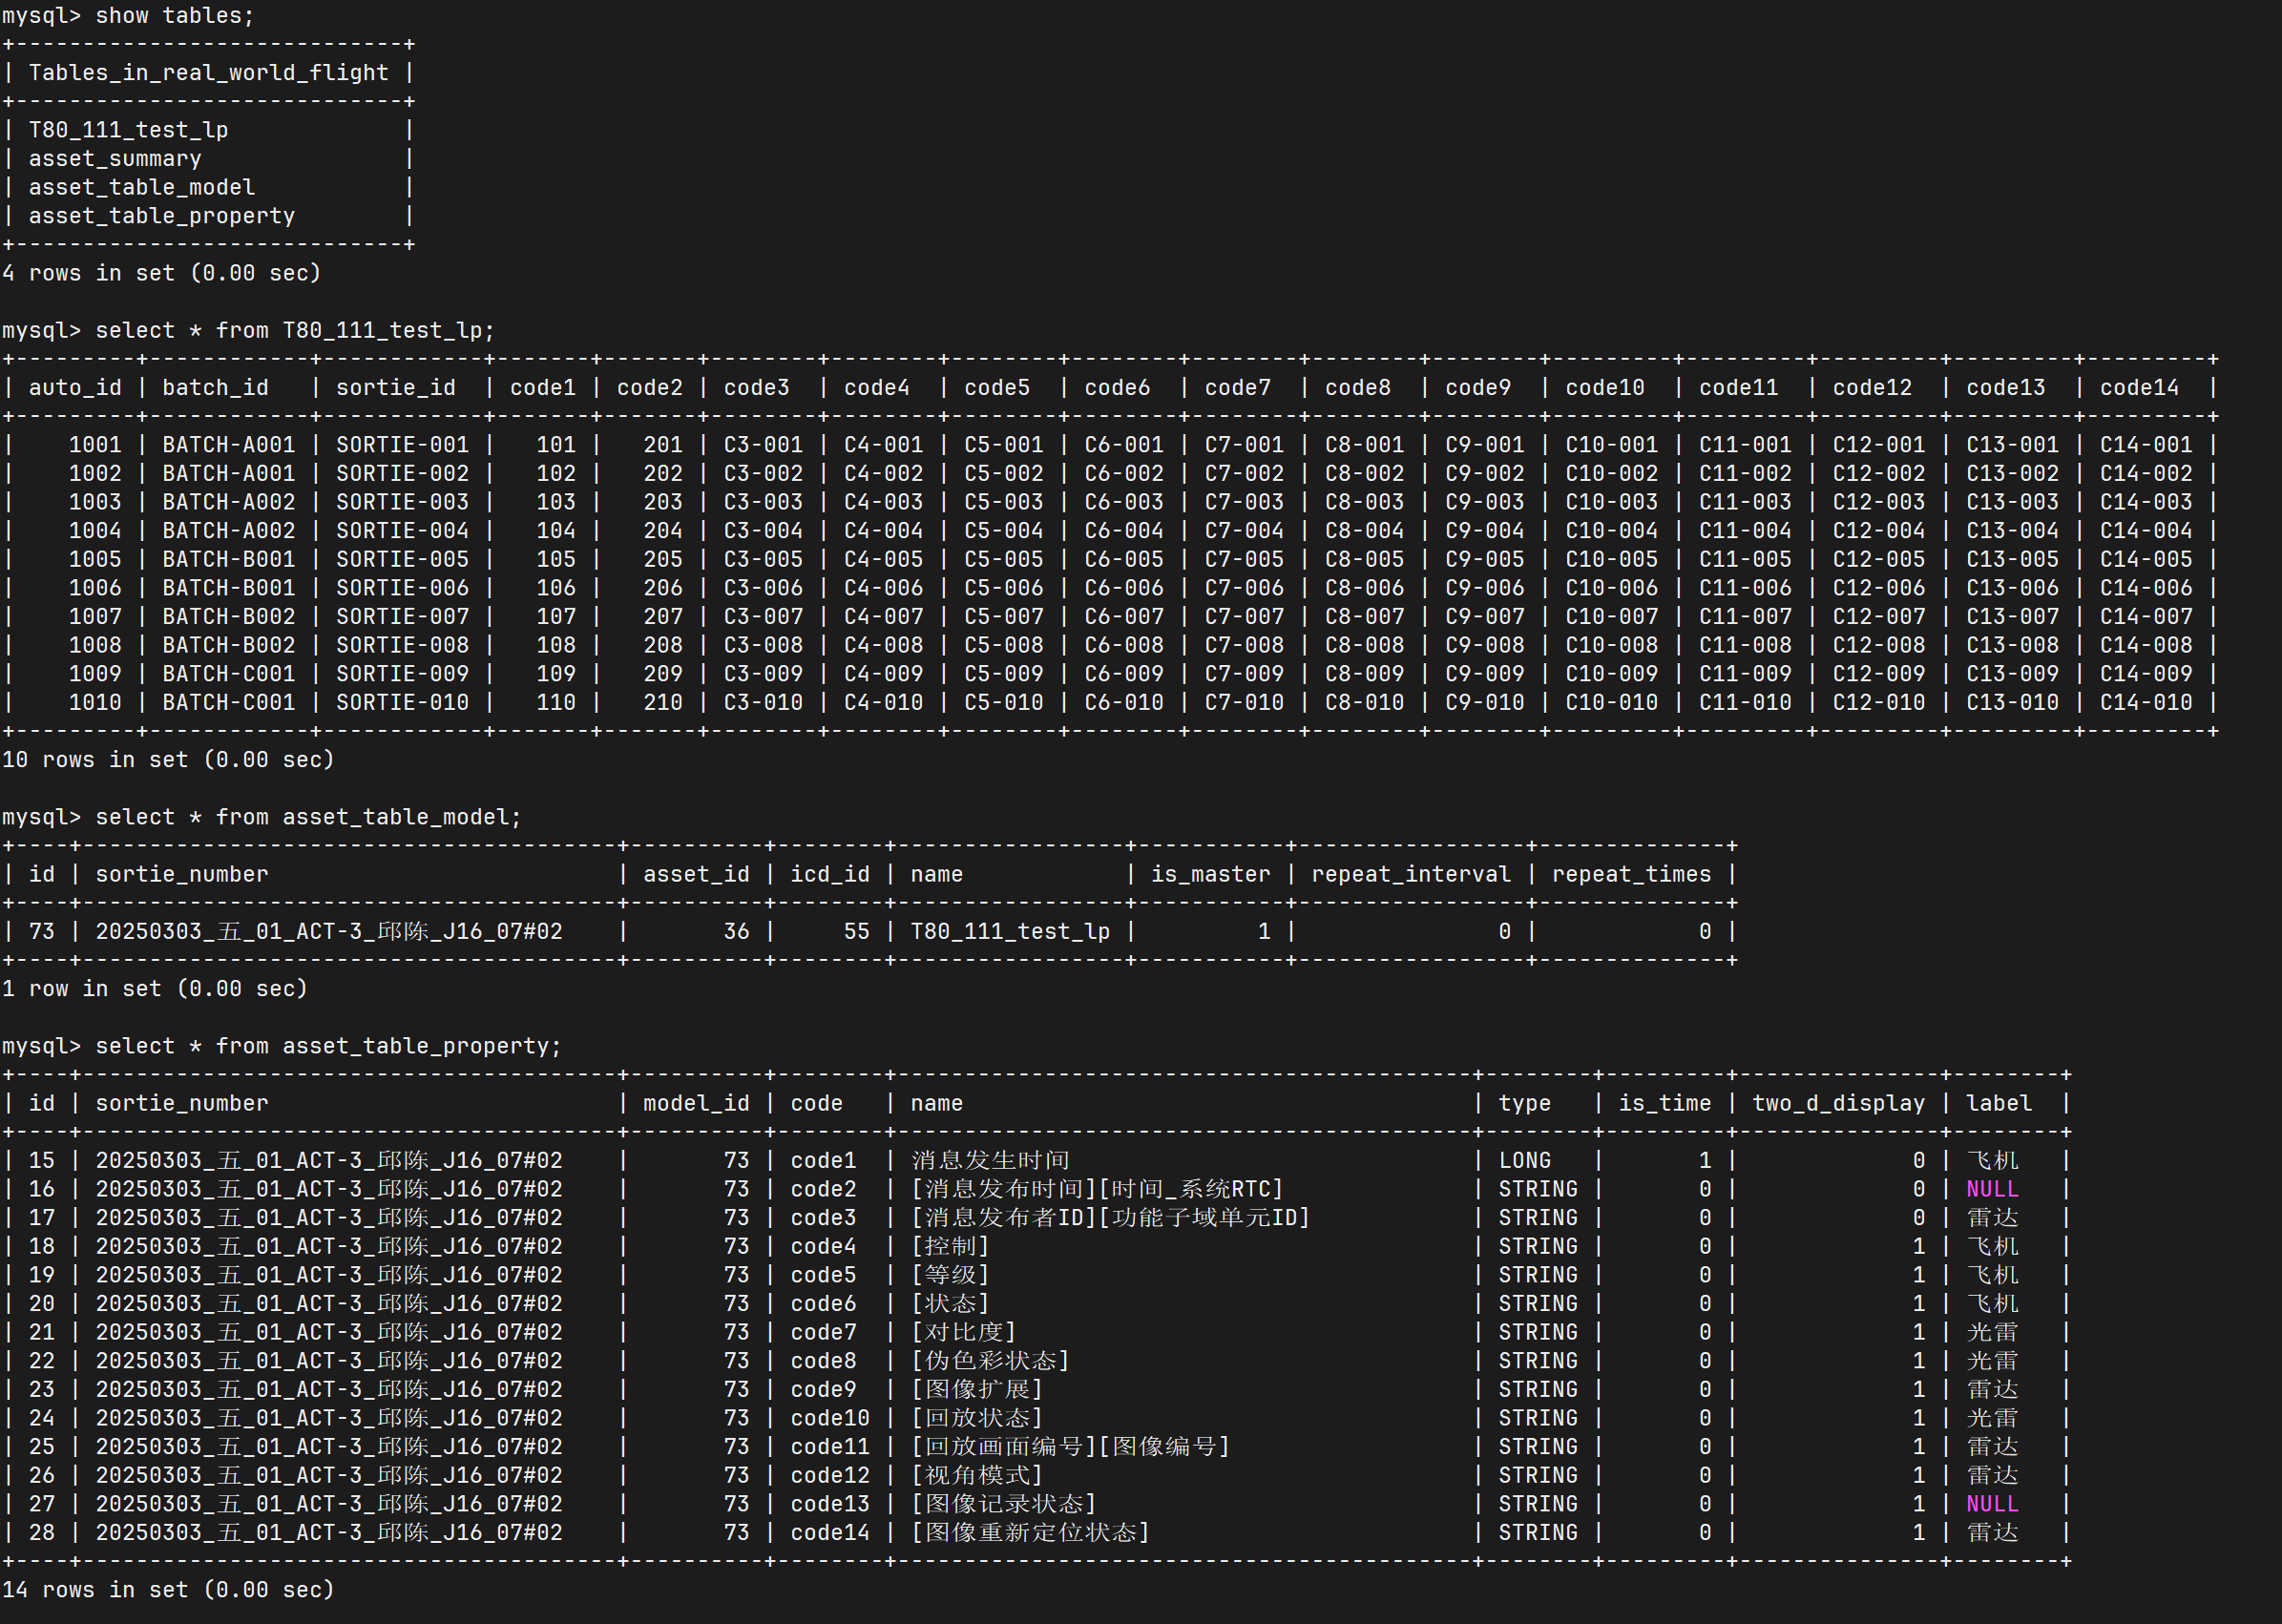 mysql> show tables;
+-----------------------------+
| Tables_in_real_world_flight |
+-----------------------------+
| T80_111_test_lp             |
| asset_summary               |
| asset_table_model           |
| asset_table_property        |
+-----------------------------+
4 rows in set (0.00 sec)

mysql> select * from T80_111_test_lp;
+---------+------------+------------+-------+-------+--------+--------+--------+--------+--------+--------+--------+---------+---------+---------+---------+---------+
| auto_id | batch_id   | sortie_id  | code1 | code2 | code3  | code4  | code5  | code6  | code7  | code8  | code9  | code10  | code11  | code12  | code13  | code14  |
+---------+------------+------------+-------+-------+--------+--------+--------+--------+--------+--------+--------+---------+---------+---------+---------+---------+
|    1001 | BATCH-A001 | SORTIE-001 |   101 |   201 | C3-001 | C4-001 | C5-001 | C6-001 | C7-001 | C8-001 | C9-001 | C10-001 | C11-001 | C12-001 | C13-001 | C14-001 |
|    1002 | BATCH-A001 | SORTIE-002 |   102 |   202 | C3-002 | C4-002 | C5-002 | C6-002 | C7-002 | C8-002 | C9-002 | C10-002 | C11-002 | C12-002 | C13-002 | C14-002 |
|    1003 | BATCH-A002 | SORTIE-003 |   103 |   203 | C3-003 | C4-003 | C5-003 | C6-003 | C7-003 | C8-003 | C9-003 | C10-003 | C11-003 | C12-003 | C13-003 | C14-003 |
|    1004 | BATCH-A002 | SORTIE-004 |   104 |   204 | C3-004 | C4-004 | C5-004 | C6-004 | C7-004 | C8-004 | C9-004 | C10-004 | C11-004 | C12-004 | C13-004 | C14-004 |
|    1005 | BATCH-B001 | SORTIE-005 |   105 |   205 | C3-005 | C4-005 | C5-005 | C6-005 | C7-005 | C8-005 | C9-005 | C10-005 | C11-005 | C12-005 | C13-005 | C14-005 |
|    1006 | BATCH-B001 | SORTIE-006 |   106 |   206 | C3-006 | C4-006 | C5-006 | C6-006 | C7-006 | C8-006 | C9-006 | C10-006 | C11-006 | C12-006 | C13-006 | C14-006 |
|    1007 | BATCH-B002 | SORTIE-007 |   107 |   207 | C3-007 | C4-007 | C5-007 | C6-007 | C7-007 | C8-007 | C9-007 | C10-007 | C11-007 | C12-007 | C13-007 | C14-007 |
|    1008 | BATCH-B002 | SORTIE-008 |   108 |   208 | C3-008 | C4-008 | C5-008 | C6-008 | C7-008 | C8-008 | C9-008 | C10-008 | C11-008 | C12-008 | C13-008 | C14-008 |
|    1009 | BATCH-C001 | SORTIE-009 |   109 |   209 | C3-009 | C4-009 | C5-009 | C6-009 | C7-009 | C8-009 | C9-009 | C10-009 | C11-009 | C12-009 | C13-009 | C14-009 |
|    1010 | BATCH-C001 | SORTIE-010 |   110 |   210 | C3-010 | C4-010 | C5-010 | C6-010 | C7-010 | C8-010 | C9-010 | C10-010 | C11-010 | C12-010 | C13-010 | C14-010 |
+---------+------------+------------+-------+-------+--------+--------+--------+--------+--------+--------+--------+---------+---------+---------+---------+---------+
10 rows in set (0.00 sec)

mysql> select * from asset_table_model;
+----+----------------------------------------+----------+--------+-----------------+-----------+-----------------+--------------+
| id | sortie_number                          | asset_id | icd_id | name            | is_master | repeat_interval | repeat_times |
+----+----------------------------------------+----------+--------+-----------------+-----------+-----------------+--------------+
| 73 | 20250303_五_01_ACT-3_邱陈_J16_07#02    |       36 |     55 | T80_111_test_lp |         1 |               0 |            0 |
+----+----------------------------------------+----------+--------+-----------------+-----------+-----------------+--------------+
1 row in set (0.00 sec)

mysql> select * from asset_table_property;
+----+----------------------------------------+----------+--------+-------------------------------------------+--------+---------+---------------+--------+
| id | sortie_number                          | model_id | code   | name                                      | type   | is_time | two_d_display | label  |
+----+----------------------------------------+----------+--------+-------------------------------------------+--------+---------+---------------+--------+
| 15 | 20250303_五_01_ACT-3_邱陈_J16_07#02    |       73 | code1  | 消息发生时间                              | LONG   |       1 |             0 | 飞机   |
| 16 | 20250303_五_01_ACT-3_邱陈_J16_07#02    |       73 | code2  | [消息发布时间][时间_系统RTC]              | STRING |       0 |             0 | NULL   |
| 17 | 20250303_五_01_ACT-3_邱陈_J16_07#02    |       73 | code3  | [消息发布者ID][功能子域单元ID]            | STRING |       0 |             0 | 雷达   |
| 18 | 20250303_五_01_ACT-3_邱陈_J16_07#02    |       73 | code4  | [控制]                                    | STRING |       0 |             1 | 飞机   |
| 19 | 20250303_五_01_ACT-3_邱陈_J16_07#02    |       73 | code5  | [等级]                                    | STRING |       0 |             1 | 飞机   |
| 20 | 20250303_五_01_ACT-3_邱陈_J16_07#02    |       73 | code6  | [状态]                                    | STRING |       0 |             1 | 飞机   |
| 21 | 20250303_五_01_ACT-3_邱陈_J16_07#02    |       73 | code7  | [对比度]                                  | STRING |       0 |             1 | 光雷   |
| 22 | 20250303_五_01_ACT-3_邱陈_J16_07#02    |       73 | code8  | [伪色彩状态]                              | STRING |       0 |             1 | 光雷   |
| 23 | 20250303_五_01_ACT-3_邱陈_J16_07#02    |       73 | code9  | [图像扩展]                                | STRING |       0 |             1 | 雷达   |
| 24 | 20250303_五_01_ACT-3_邱陈_J16_07#02    |       73 | code10 | [回放状态]                                | STRING |       0 |             1 | 光雷   |
| 25 | 20250303_五_01_ACT-3_邱陈_J16_07#02    |       73 | code11 | [回放画面编号][图像编号]                  | STRING |       0 |             1 | 雷达   |
| 26 | 20250303_五_01_ACT-3_邱陈_J16_07#02    |       73 | code12 | [视角模式]                                | STRING |       0 |             1 | 雷达   |
| 27 | 20250303_五_01_ACT-3_邱陈_J16_07#02    |       73 | code13 | [图像记录状态]                            | STRING |       0 |             1 | NULL   |
| 28 | 20250303_五_01_ACT-3_邱陈_J16_07#02    |       73 | code14 | [图像重新定位状态]                        | STRING |       0 |             1 | 雷达   |
+----+----------------------------------------+----------+--------+-------------------------------------------+--------+---------+---------------+--------+
14 rows in set (0.00 sec)